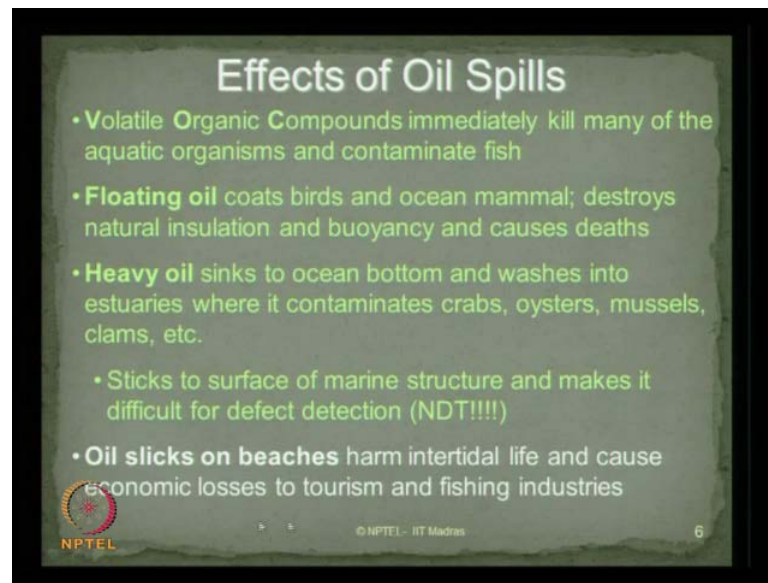 Effects of Oil Spills
• Volatile Organic Compounds immediately kill many of the
aquatic organisms and contaminate fish
• Floating oil coats birds and ocean mammal; destroys
natural insulation and buoyancy and causes deaths
• Heavy oil sinks to ocean bottom and washes into
estuaries where it contaminates crabs, oysters, mussels,
clams, etc.
• Sticks to surface of marine structure and makes it
difficult for defect detection (NDT!!!!)
• Oil slicks on beaches harm intertidal life and cause
economic losses to tourism and fishing industries
NPTEL
© NPTEL- IIT Madras
6